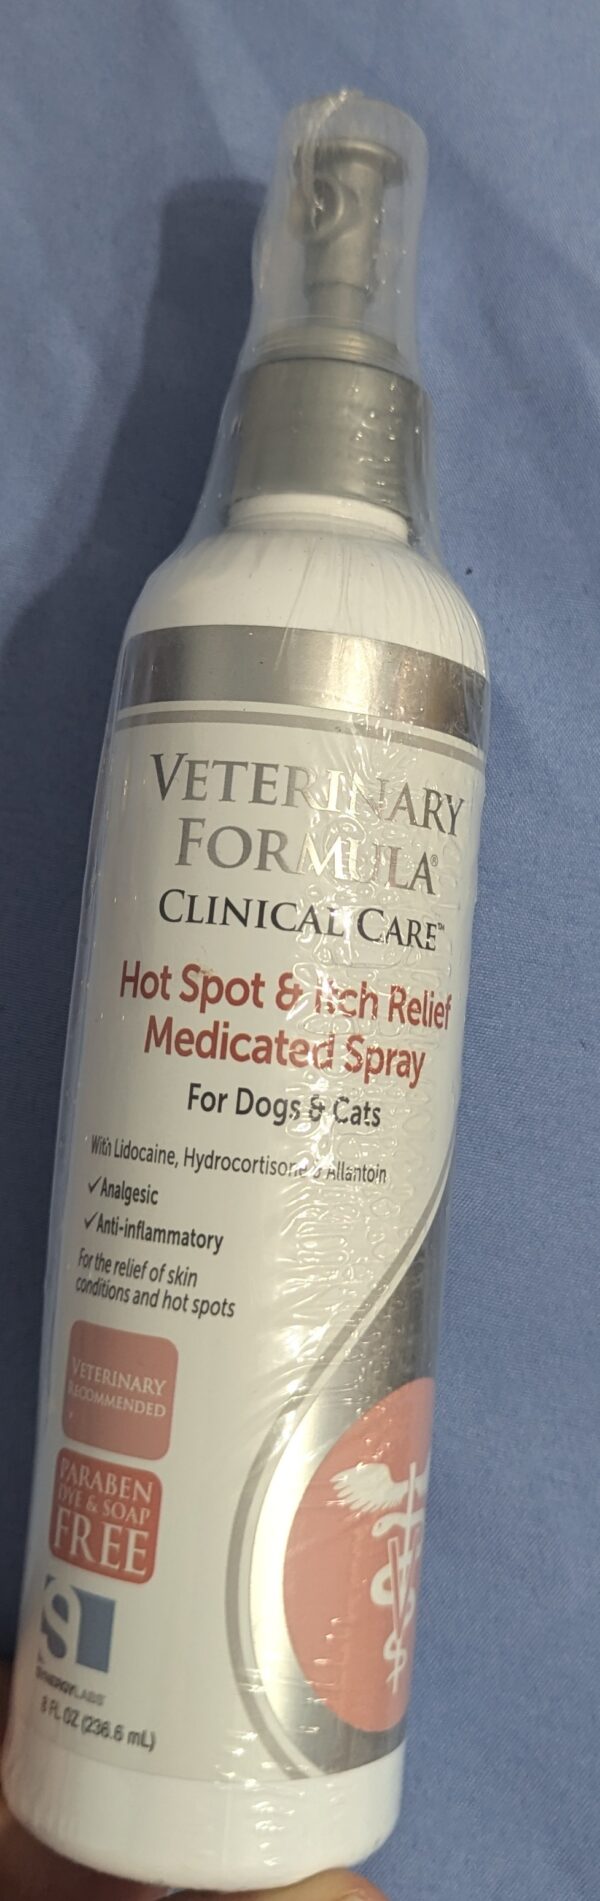 VETERINARY
FORMULA®
CLINICAL CARE™
Hot Spot & Itch Relief
Medicated Spray
For Dogs & Cats
With Lidocaine, Hydrocortisone & Allantoin
✓Analgesic
✓Anti-inflammatory
For the relief of skin
conditions and hot spots
VETERINARY
RECOMMENDED
PARABEN
DYE & SOAP
FREE
SYNERGYLABS
8 FL OZ (236.6 mL)